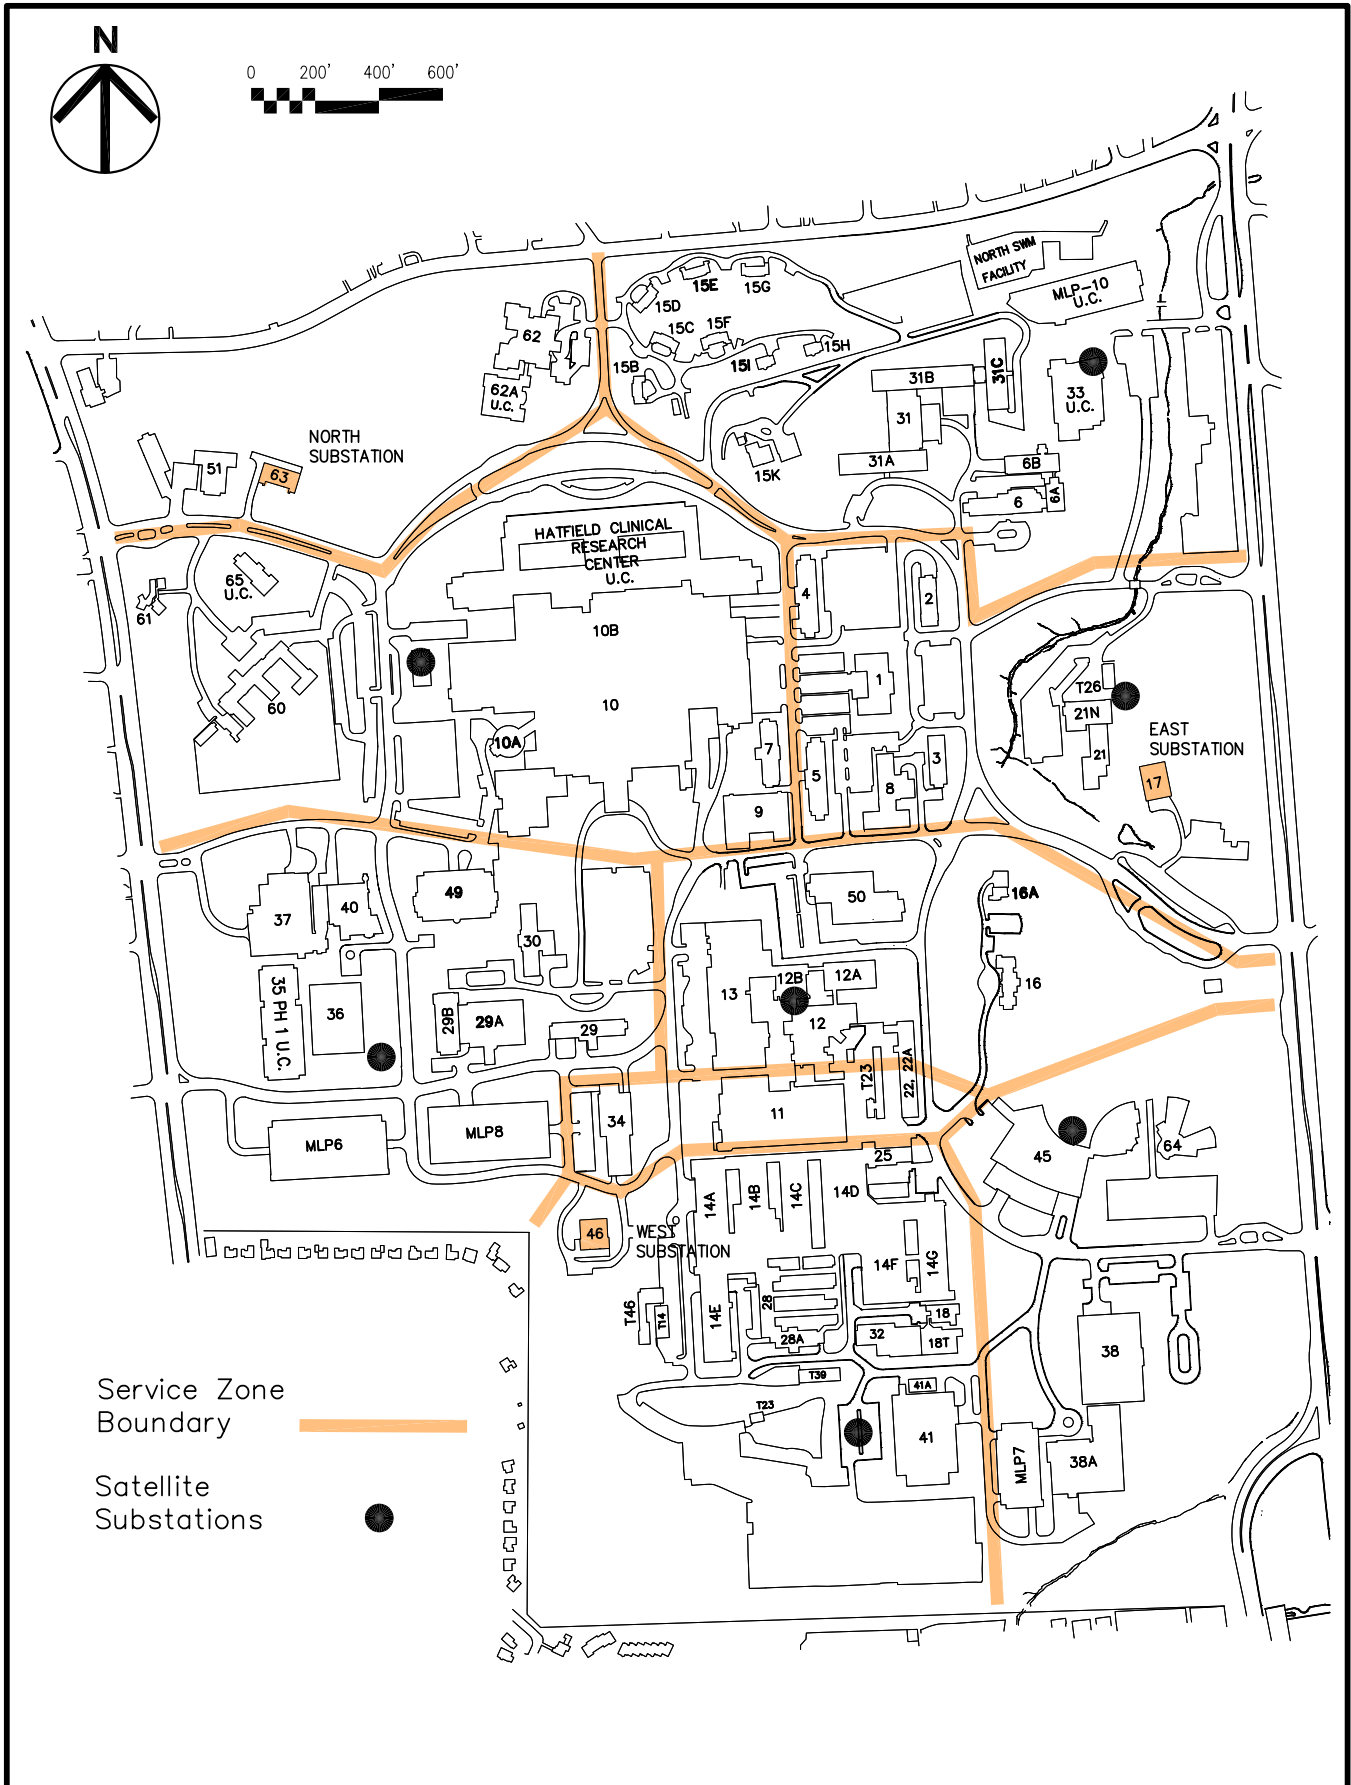 N
0 200' 400' 600'
NORTH SWM
FACILITY
MLP-10
U.C.
15E
15G
15D
15C
15F
15H
15I
15B
62
62A
U.C.
31B
31C
31
33
U.C.
31A
15K
6B
6A
6
NORTH
SUBSTATION
51
63
HATFIELD CLINICAL
RESEARCH
CENTER
U.C.
65
U.C.
61
4
2
10B
1
60
10
10A
7
5
8
3
9
T26
21N
21
EAST
SUBSTATION
17
37
40
49
30
50
16A
16
35 PH 1 U.C.
36
29B
29A
29
13
12B
12A
12
T23
22, 22A
MLP6
MLP8
34
11
25
45
64
46
WEST
SUBSTATION
14A
14B
14C
14D
14F
14G
T46
T14
14E
28
28A
32
18
18T
T39
41A
T23
41
38
MLP7
38A
Service Zone
Boundary
Satellite
Substations